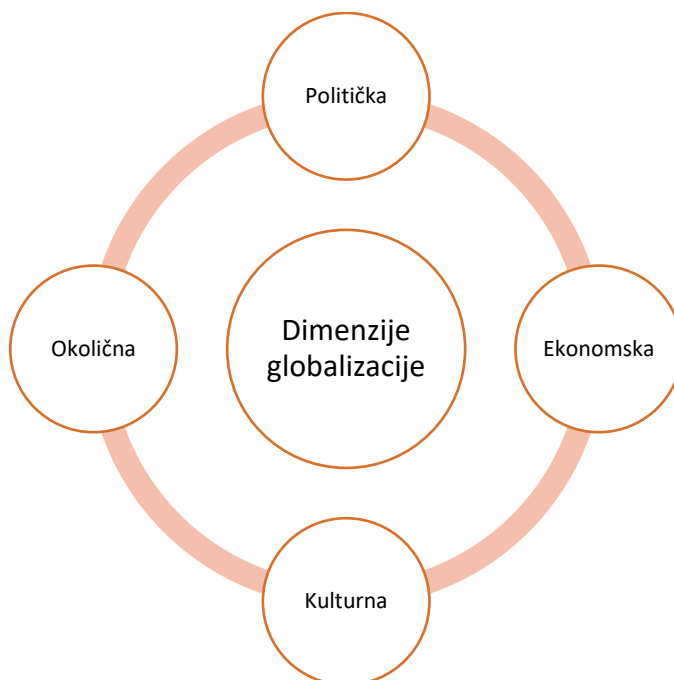 Politička
Okolična
Dimenzije
globalizacije
Ekonomska
Kulturna